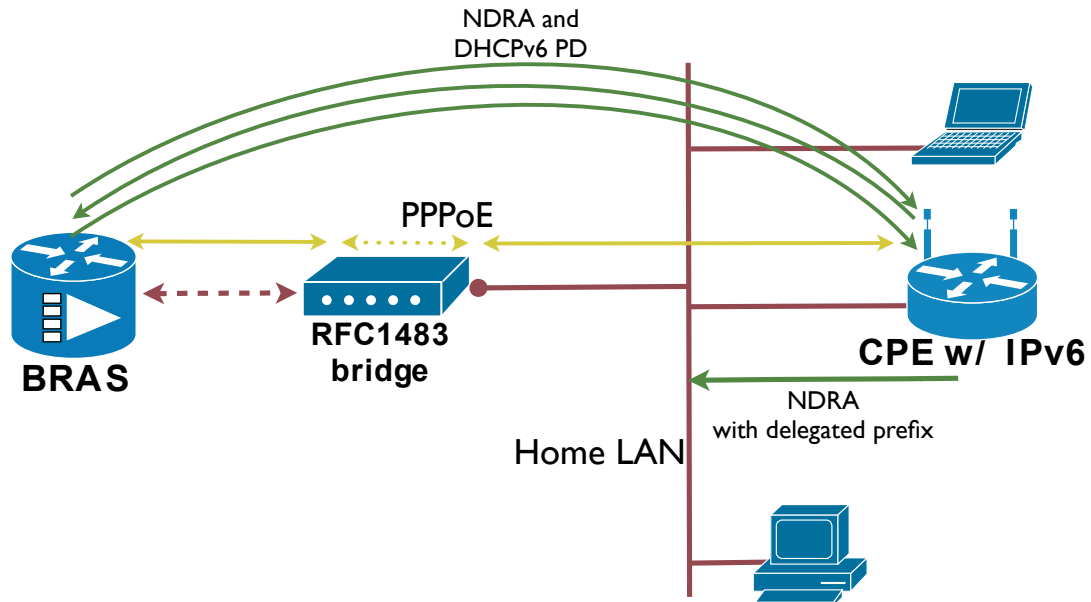 NDRA and
DHCPv6 PD
PPPoE
RFC1483
bridge
BRAS
CPE w/ IPv6
NDRA
with delegated prefix
Home LAN